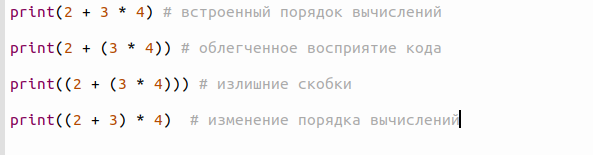 print(2 + 3 * 4) # встроенный порядок вычислений
print(2 + (3 * 4)) # облегченное восприятие кода
print((2 + (3 * 4))) # излишние скобки
print((2 + 3) * 4)  # изменение порядка вычислений